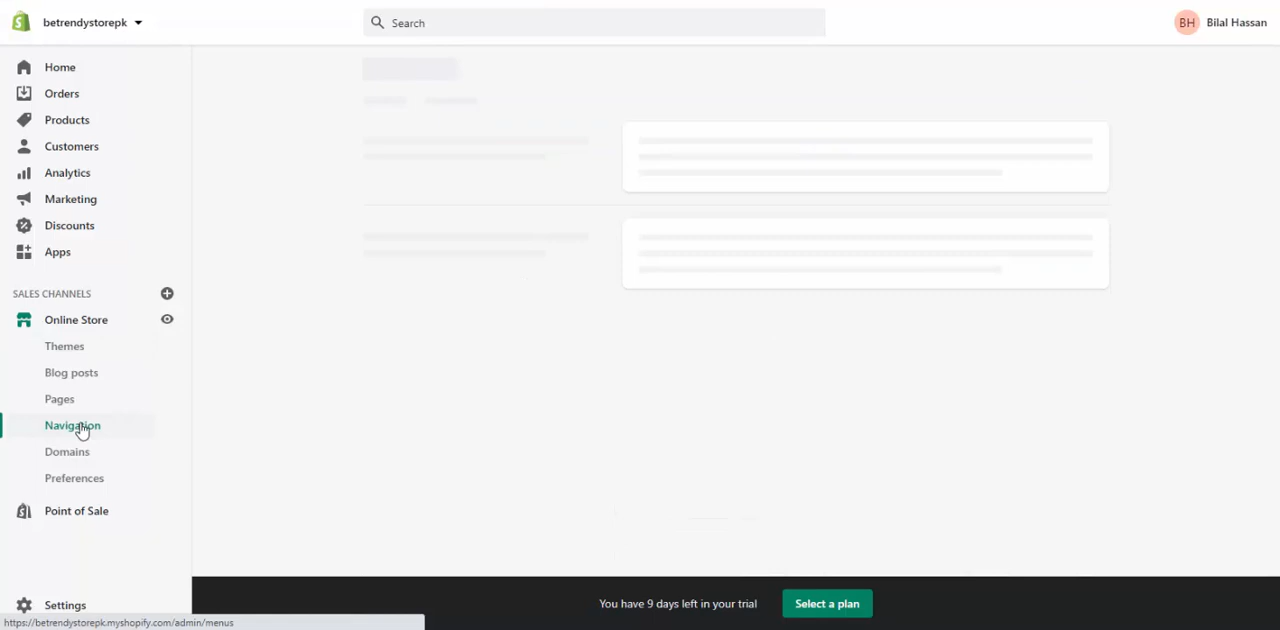 betrendystorepk
Search
BH Bilal Hassan
Home
Orders
Products
Customers
Analytics
Marketing
Discounts
Apps
SALES CHANNELS
Online Store
Themes
Blog posts
Pages
Navigation
Domains
Preferences
Point of Sale
Settings
You have 9 days left in your trial
Select a plan
https://betrendystorepk.myshopify.com/admin/menus